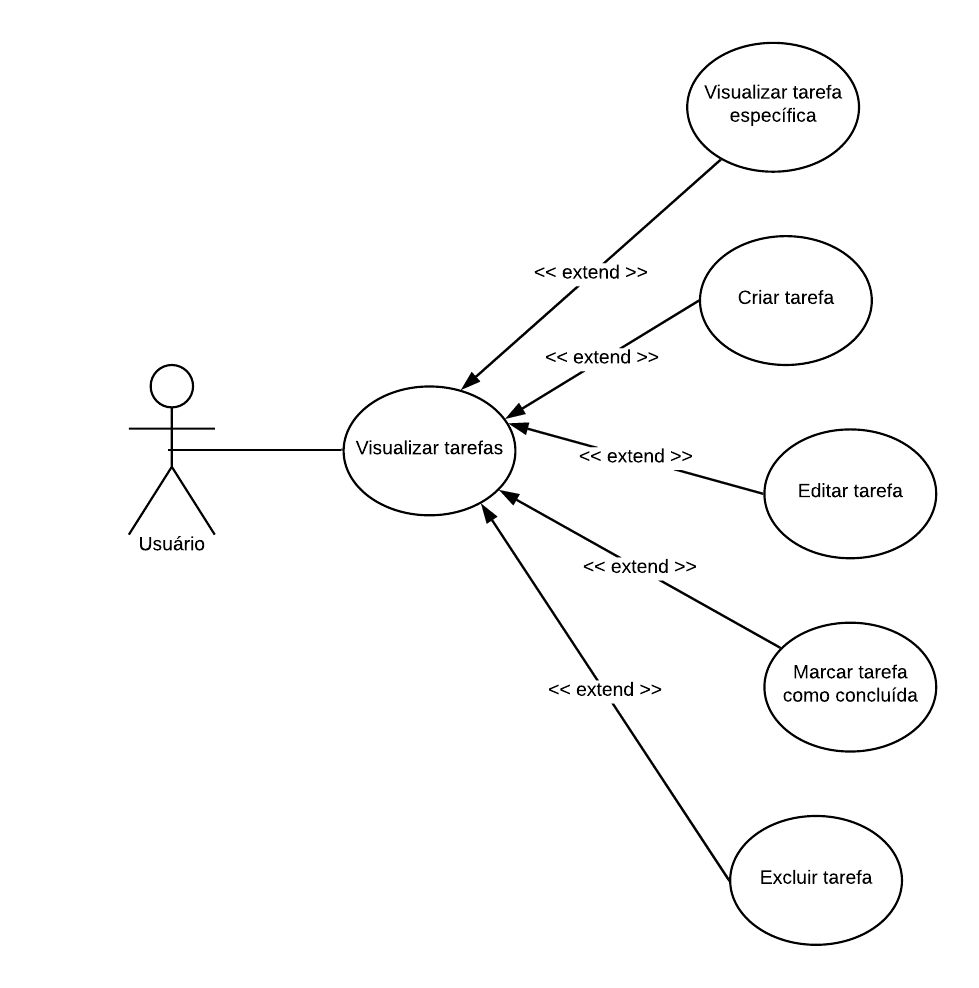 Visualizar tarefa
específica
<< extend >>
Criar tarefa
<< extend >>
Visualizar tarefas
<< extend >>
Editar tarefa
Usuário
<< extend >>
Marcar tarefa
como concluída
<< extend >>
Excluir tarefa